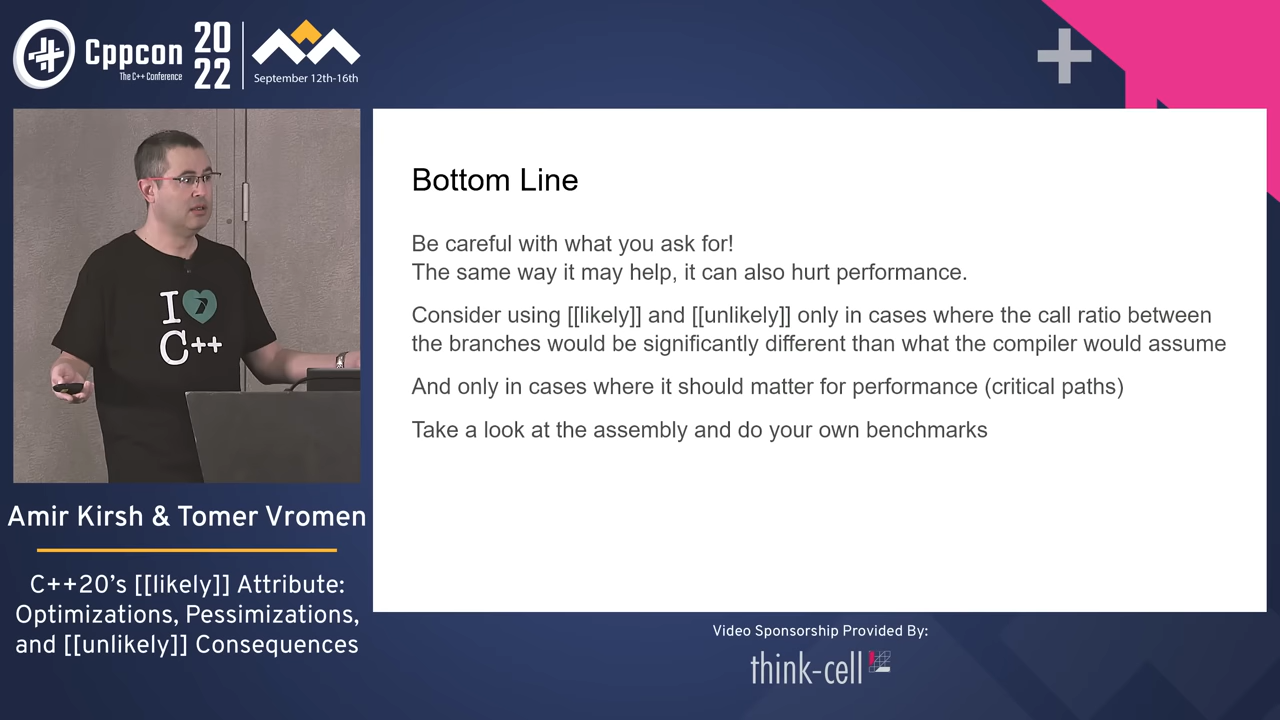 Cppcon
The C++ Conference
20
22
September 12th-16th
I
C++
Amir Kirsh & Tomer Vromen
C++20's [[likely]] Attribute:
Optimizations, Pessimizations,
and [[unlikely]] Consequences
Bottom Line
Be careful with what you ask for!
The same way it may help, it can also hurt performance.
Consider using [[likely]] and [[unlikely]] only in cases where the call ratio between
the branches would be significantly different than what the compiler would assume
And only in cases where it should matter for performance (critical paths)
Take a look at the assembly and do your own benchmarks
Video Sponsorship Provided By:
think-cell